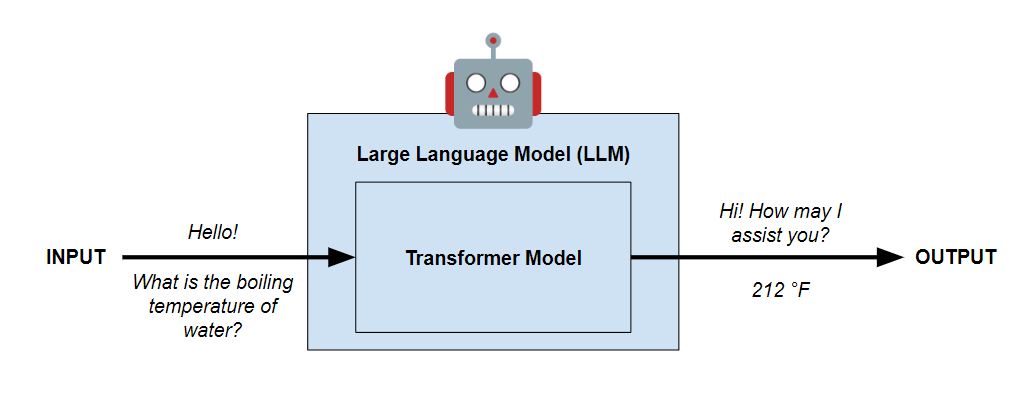 Large Language Model (LLM)
Hello!
INPUT
What is the boiling
temperature of
water?
Transformer Model
Hi! How may I
assist you?
OUTPUT
212 °F